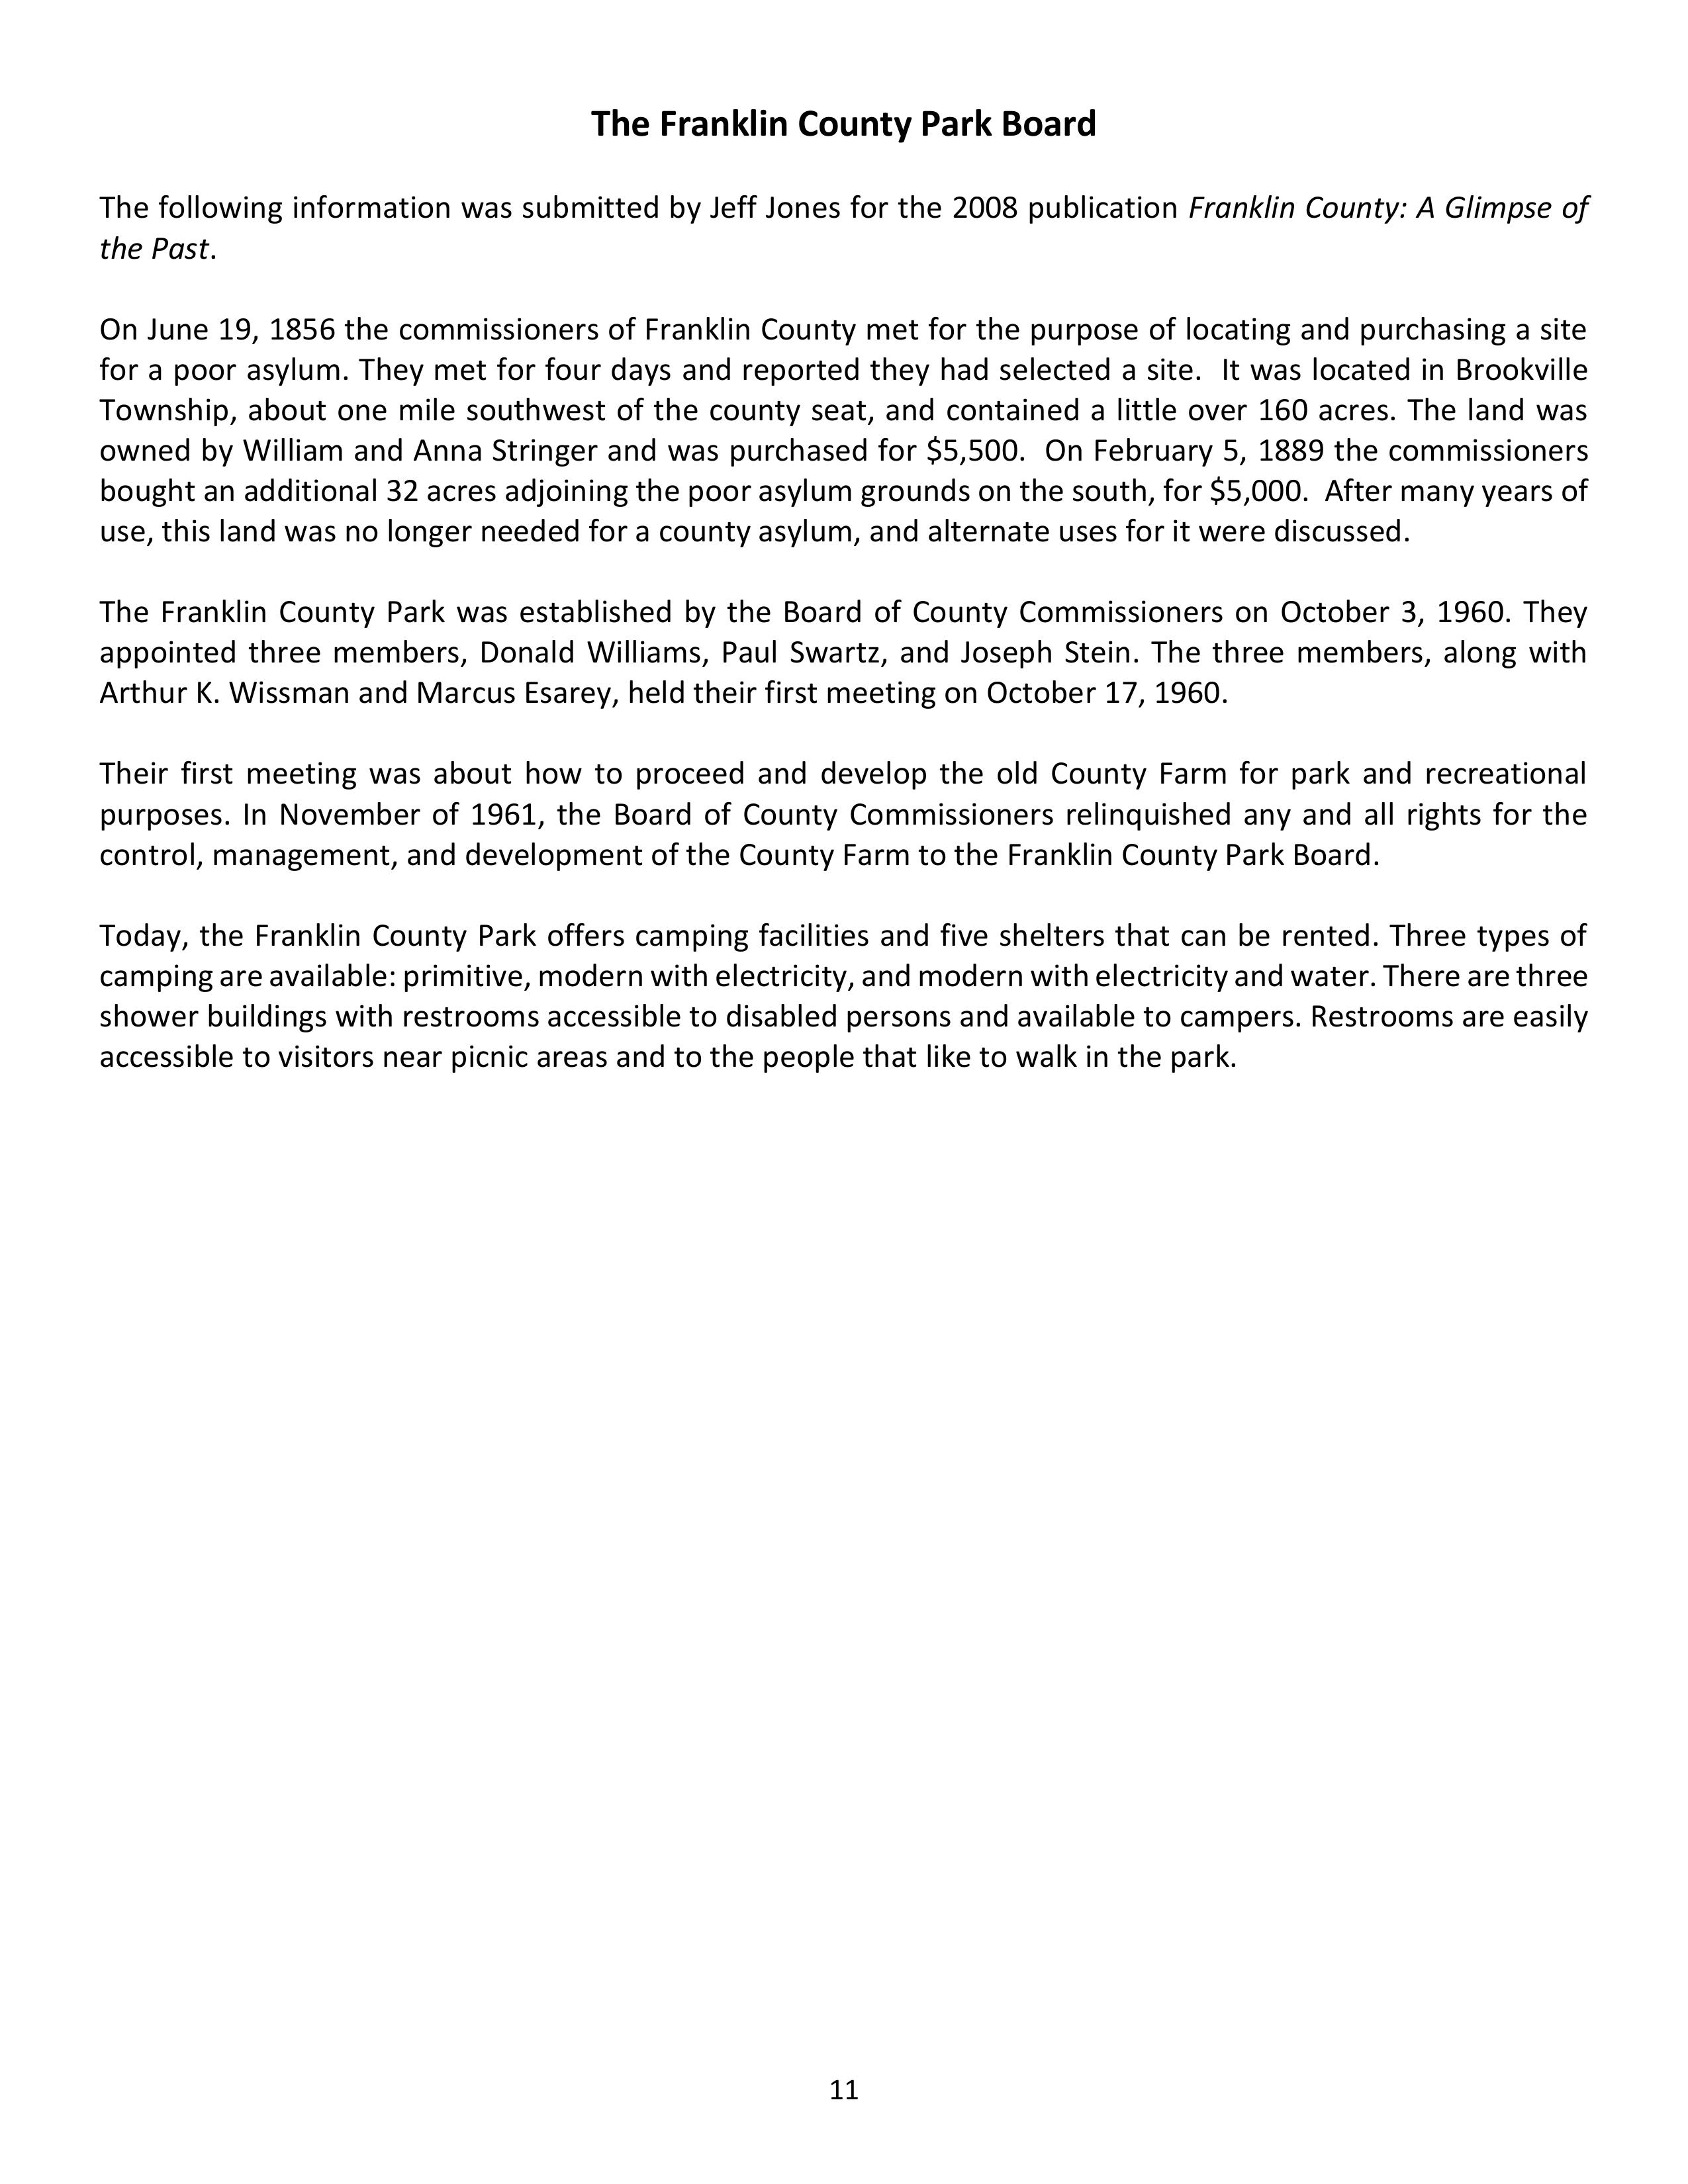 The Franklin County Park Board
The following information was submitted by Jeff Jones for the 2008 publication Franklin County: A Glimpse of
the Past.
On June 19, 1856 the commissioners of Franklin County met for the purpose of locating and purchasing a site
for a poor asylum. They met for four days and reported they had selected a site.  It was located in Brookville
Township, about one mile southwest of the county seat, and contained a little over 160 acres. The land was
owned by William and Anna Stringer and was purchased for $5,500.  On February 5, 1889 the commissioners
bought an additional 32 acres adjoining the poor asylum grounds on the south, for $5,000.  After many years of
use, this land was no longer needed for a county asylum, and alternate uses for it were discussed.
The Franklin County Park was established by the Board of County Commissioners on October 3, 1960. They
appointed three members, Donald Williams, Paul Swartz, and Joseph Stein. The three members, along with
Arthur K. Wissman and Marcus Esarey, held their first meeting on October 17, 1960.
Their first meeting was about how to proceed and develop the old County Farm for park and recreational
purposes. In November of 1961, the Board of County Commissioners relinquished any and all rights for the
control, management, and development of the County Farm to the Franklin County Park Board.
Today, the Franklin County Park offers camping facilities and five shelters that can be rented. Three types of
camping are available: primitive, modern with electricity, and modern with electricity and water. There are three
shower buildings with restrooms accessible to disabled persons and available to campers. Restrooms are easily
accessible to visitors near picnic areas and to the people that like to walk in the park.
11